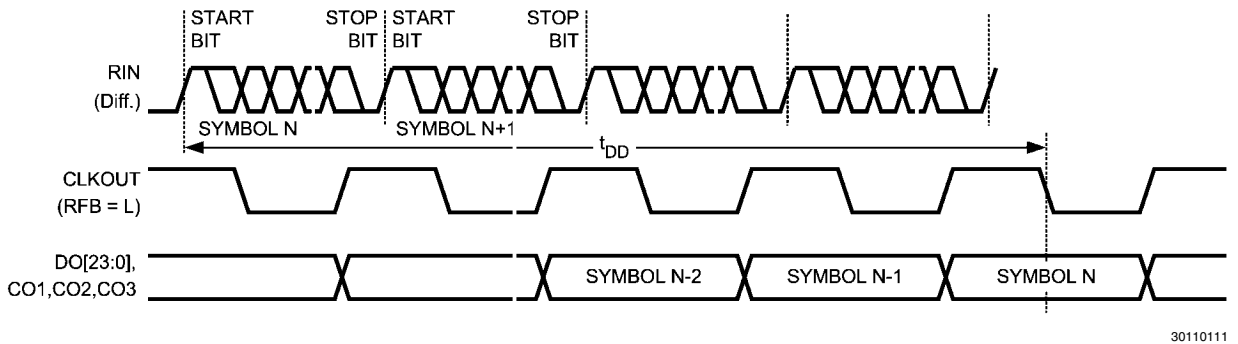 START STOP START STOP
BIT BIT BIT BIT
RIN
(Diff.)
SYMBOL N SYMBOL N+1
tDD
CLKOUT
(RFB = L)
DO[23:0],
CO1,CO2,CO3
SYMBOL N-2 SYMBOL N-1 SYMBOL N
30110111